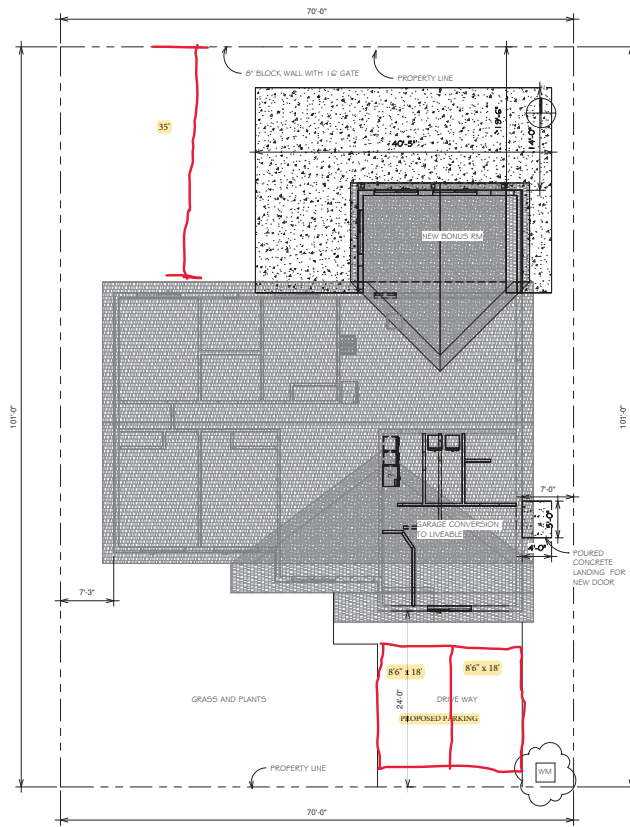 70'-0"
8" BLOCK WALL WITH 16' GATE
PROPERTY LINE
35'
19'-6"
14'-0"
40'-5"
NEW BONUS RM
101'-0"
101'-0"
7'-0"
GARAGE CONVERSION
TO LIVEABLE
5'-0"
4'-0"
POURED
CONCRETE
LANDING FOR
NEW DOOR
7'-3"
8'6" x 18'
8'6" x 18'
24'-0"
GRASS AND PLANTS
DRIVE WAY
PROPOSED PARKING
PROPERTY LINE
WM
70'-0"